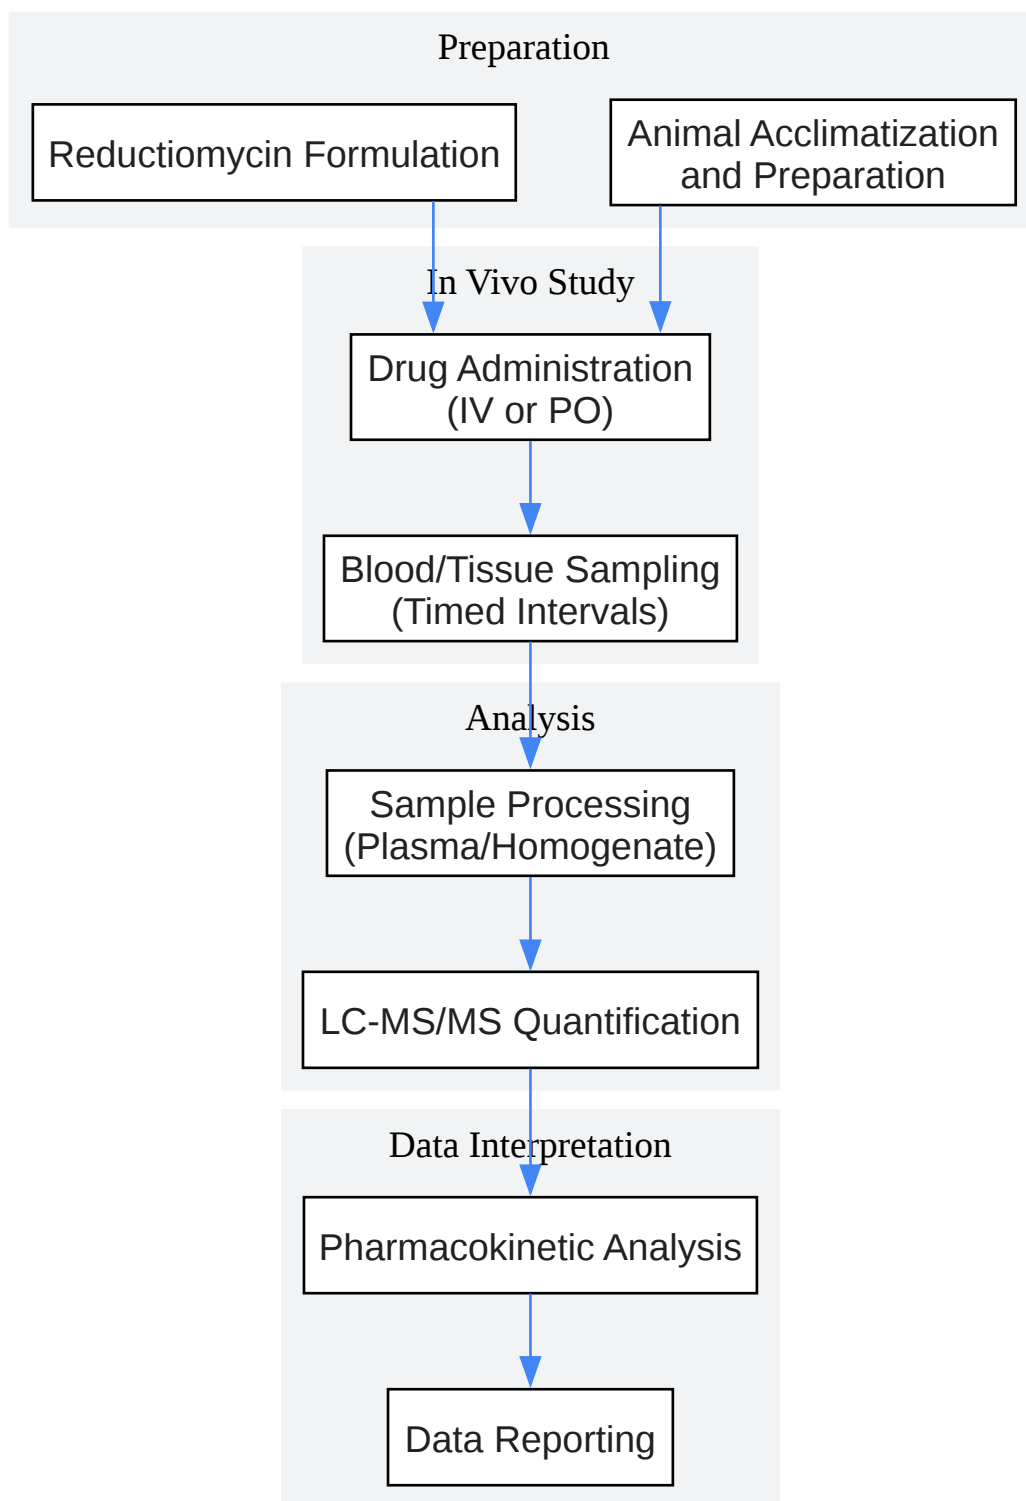 Preparation
Reductiomycin Formulation
Animal Acclimatization
and Preparation
In Vivo Study
Drug Administration
(IV or PO)
Blood/Tissue Sampling
(Timed Intervals)
Analysis
Sample Processing
(Plasma/Homogenate)
LC-MS/MS Quantification
Data Interpretation
Pharmacokinetic Analysis
Data Reporting